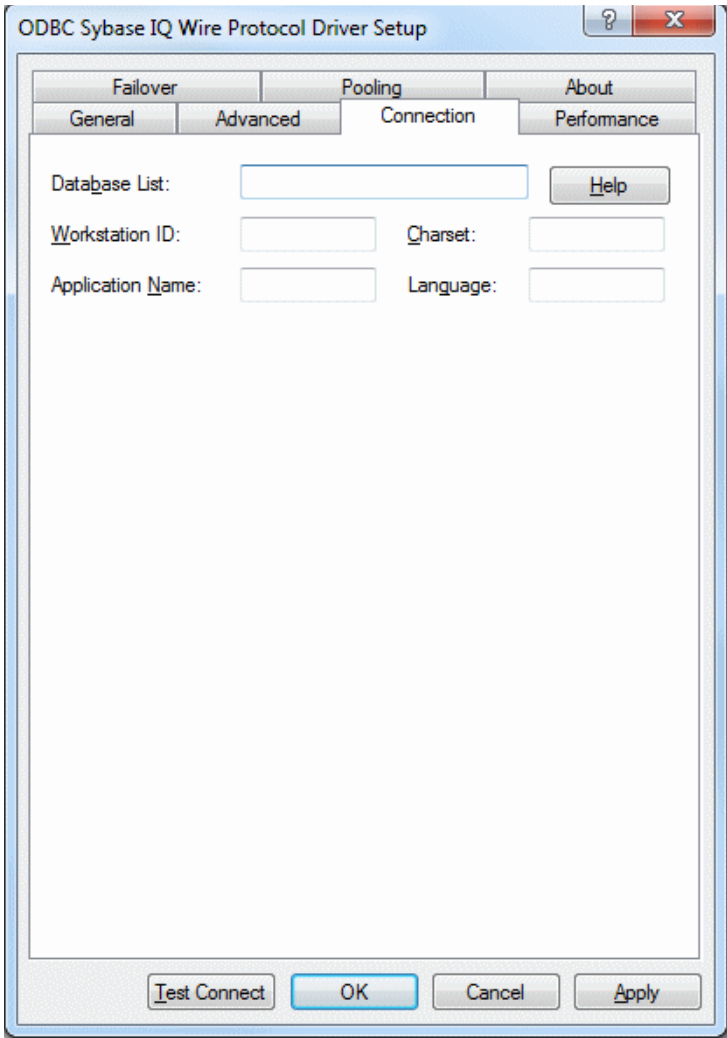 ODBC Sybase IQ Wire Protocol Driver Setup
Failover Pooling About
General Advanced Connection Performance
Database List: Help
Workstation ID: Charset:
Application Name: Language:
Test Connect OK Cancel Apply